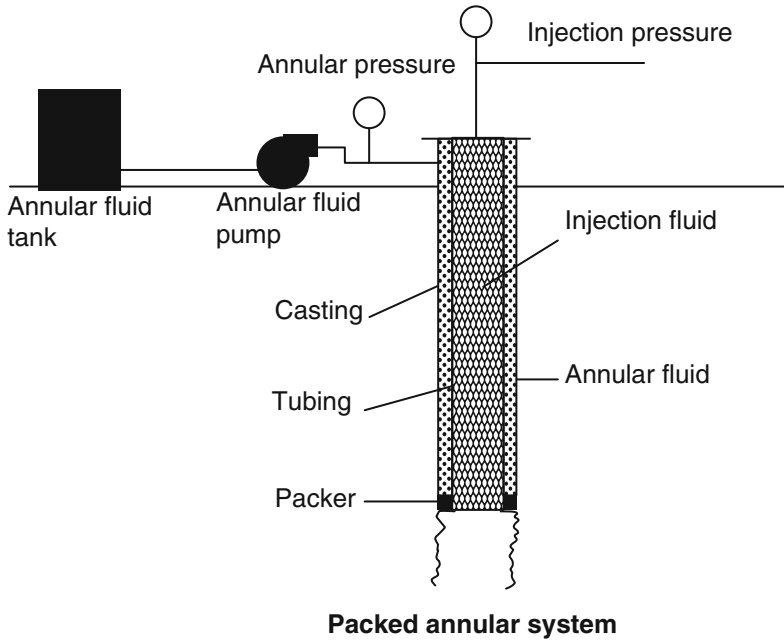 Injection pressure
Annular pressure
Annular fluid
tank
Annular fluid
pump
Injection fluid
Casting
Annular fluid
Tubing
Packer
Packed annular system